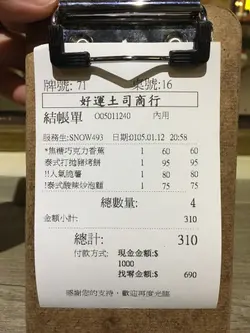 牌號: 71 桌號:16
好運土司商行
結帳單 O05011240 內用
服務生:SNOW493 日期:0105.01.12 20:58
*焦糖巧克力香蕉 1 60 60
泰式打拋豬烤餅 1 95 95
!!人氣脆薯 1 80 80
!泰式酸辣炒泡麵 1 75 75
總數量: 4
金額小計: 310
總計: 310
付款方式: 現金金額:$
1000
找零金額:$ 690
感謝您的支持，歡迎再度光臨